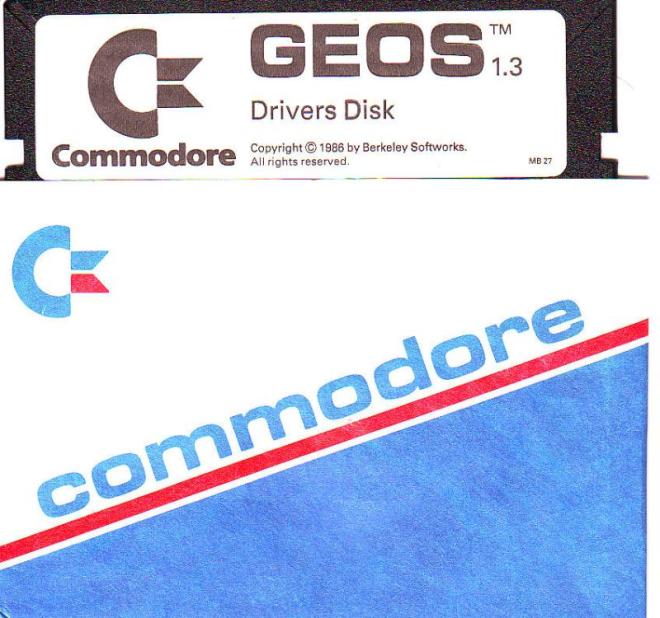 GEOS™
1.3
Drivers Disk
Commodore
Copyright © 1986 by Berkeley Softworks.
All rights reserved.
MB 27
commodore